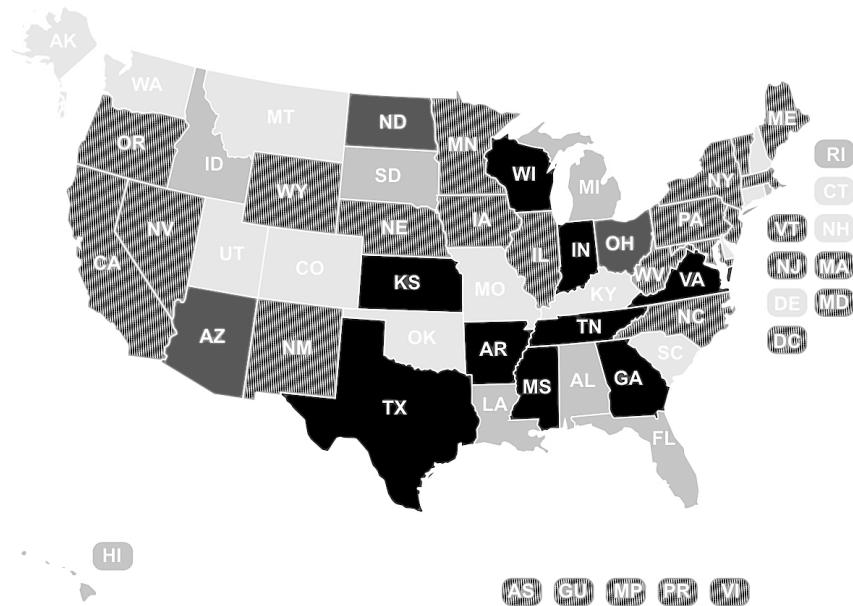 AK
WA
MT
ND
MN
ME
OR
ID
WY
SD
WI
MI
NY
RI
CT
NV
NE
IA
PA
VT
NH
CA
UT
CO
KS
MO
IL
IN
OH
WV
VA
KY
NJ
MA
DE
MD
AZ
NM
OK
AR
TN
NC
SC
DC
TX
LA
MS
AL
GA
FL
HI
AS
GU
MP
PR
VI